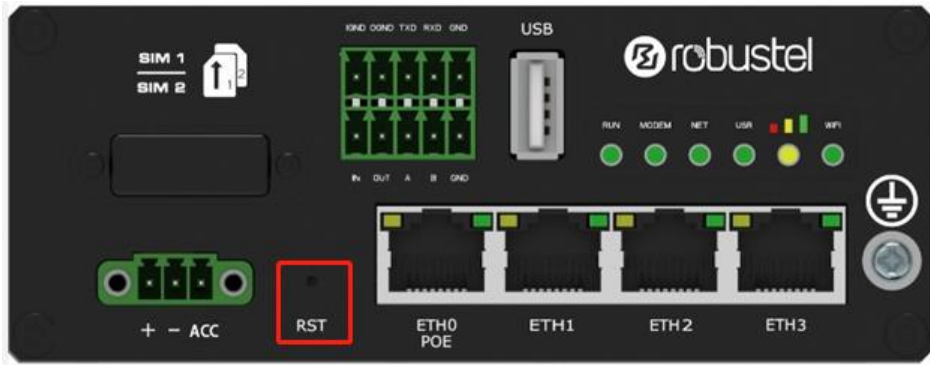 SIM 1
SIM 2
1
2
IGND OGND TXD RXD GND
IN OUT A B GND
USB
robustel
RUN MODEM NET USR WIFI
+ - ACC
RST
ETH0
POE
ETH1
ETH2
ETH3